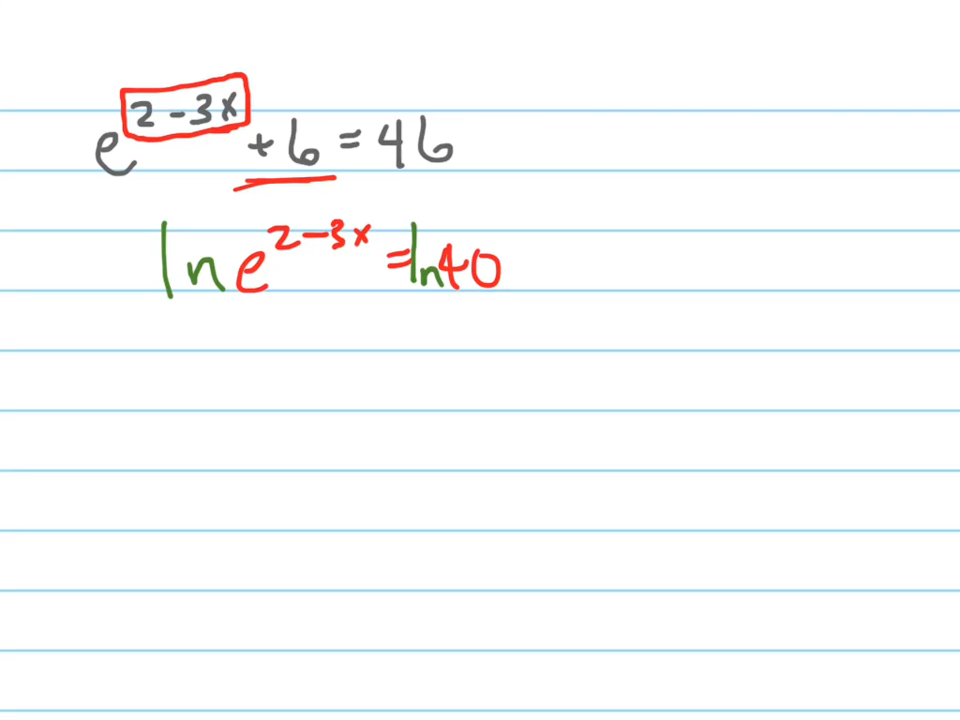 e^{2-3x} + 6 = 46
ln e^{2-3x} = ln 40